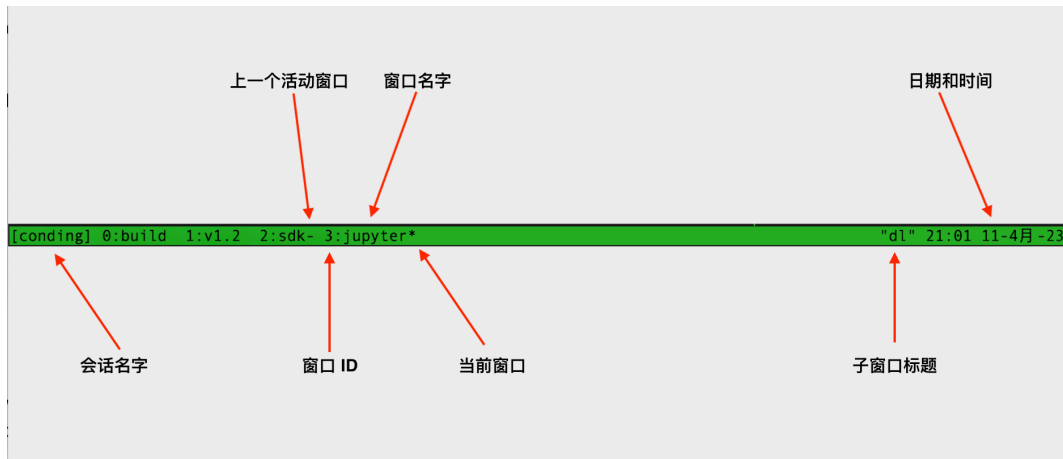 上一个活动窗口 窗口名字 日期和时间
[conding] 0:build 1:v1.2 2:sdk- 3:jupyter* "dl" 21:01 11-4月-23
会话名字 窗口 ID 当前窗口 子窗口标题